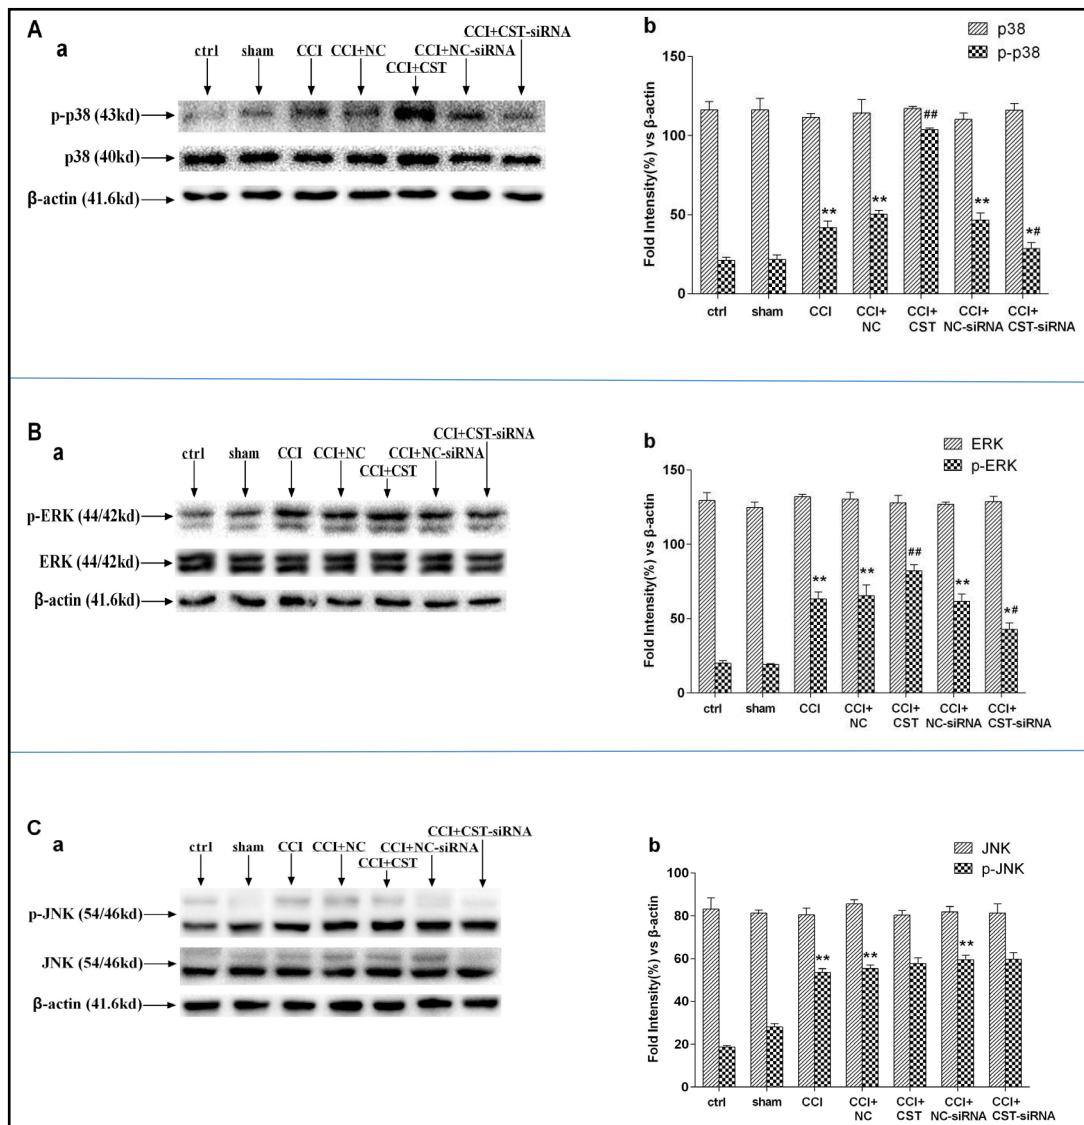 A
a
ctrl
sham
CCI
CCI+NC
CCI+CST
CCI+NC-siRNA
CCI+CST-siRNA
p-p38 (43kd)
p38 (40kd)
β-actin (41.6kd)
b
p38
p-p38
Fold Intensity(%) vs β-actin
150
100
50
0
**
**
##
**
*#
ctrl
sham
CCI
CCI+
NC
CCI+
CST
CCI+
NC-siRNA
CCI+
CST-siRNA
B
a
ctrl
sham
CCI
CCI+NC
CCI+CST
CCI+NC-siRNA
CCI+CST-siRNA
p-ERK (44/42kd)
ERK (44/42kd)
β-actin (41.6kd)
b
ERK
p-ERK
Fold Intensity(%) vs β-actin
150
100
50
0
**
**
##
**
*#
ctrl
sham
CCI
CCI+
NC
CCI+
CST
CCI+
NC-siRNA
CCI+
CST-siRNA
C
a
ctrl
sham
CCI
CCI+NC
CCI+CST
CCI+NC-siRNA
CCI+CST-siRNA
p-JNK (54/46kd)
JNK (54/46kd)
β-actin (41.6kd)
b
JNK
p-JNK
Fold Intensity(%) vs β-actin
100
80
60
40
20
0
**
**
**
ctrl
sham
CCI
CCI+
NC
CCI+
CST
CCI+
NC-siRNA
CCI+
CST-siRNA